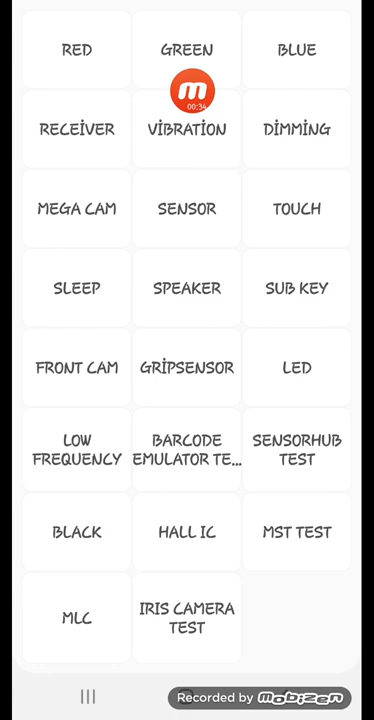 RED GREEN BLUE
m
00:34
RECEİVER VİBRATİON DİMMİNG
MEGA CAM SENSOR TOUCH
SLEEP SPEAKER SUB KEY
FRONT CAM GRİPSENSOR LED
LOW FREQUENCY
BARCODE EMULATOR TE...
SENSORHUB TEST
BLACK HALL IC MST TEST
MLC
IRIS CAMERA TEST
Recorded by mobizen